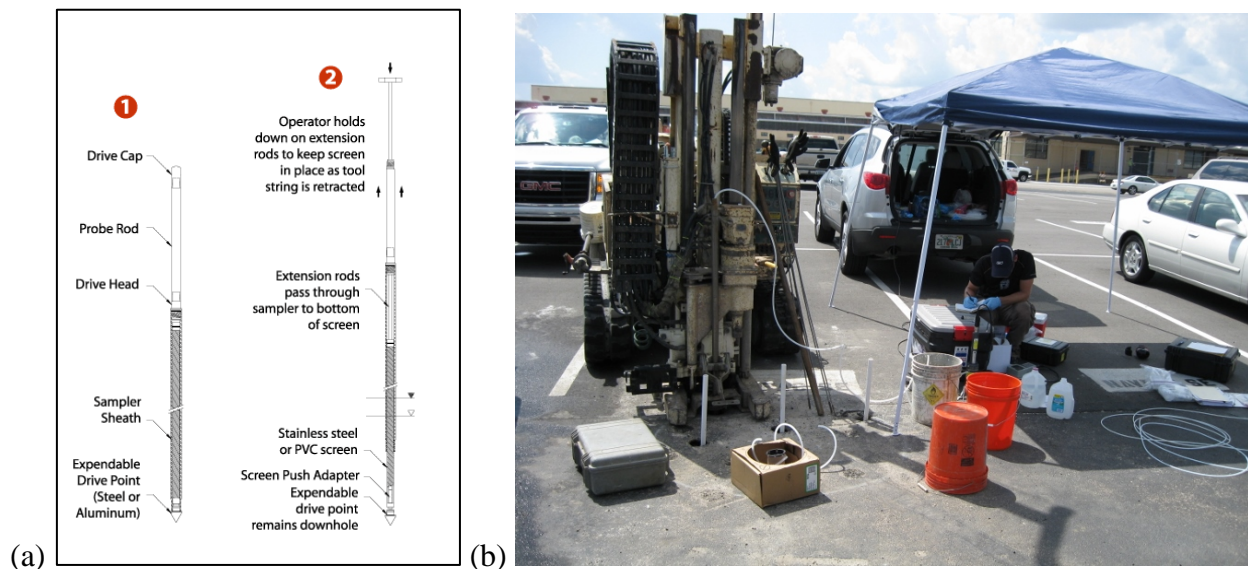 1
Drive Cap
Probe Rod
Drive Head
Sampler
Sheath
Expendable
Drive Point
(Steel or
Aluminum)
2
Operator holds
down on extension
rods to keep screen
in place as tool
string is retracted
Extension rods
pass through
sampler to bottom
of screen
Stainless steel
or PVC screen
Screen Push Adapter
Expendable
drive point
remains downhole
(a)
GMC
(b)